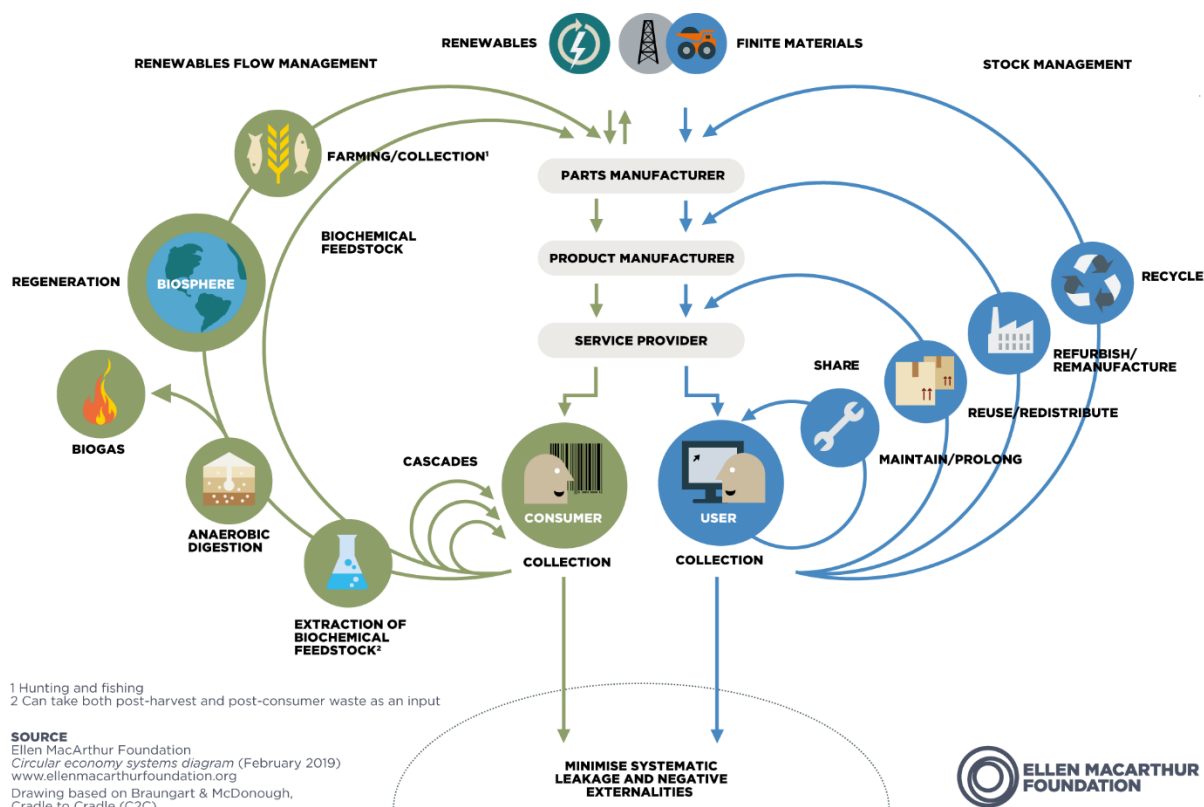 RENEWABLES
FINITE MATERIALS
RENEWABLES FLOW MANAGEMENT
STOCK MANAGEMENT
FARMING/COLLECTION¹
PARTS MANUFACTURER
BIOCHEMICAL
FEEDSTOCK
PRODUCT MANUFACTURER
REGENERATION
BIOSPHERE
RECYCLE
SERVICE PROVIDER
SHARE
REFURBISH/
REMANUFACTURE
REUSE/REDISTRIBUTE
BIOGAS
MAINTAIN/PROLONG
CASCADES
CONSUMER
USER
ANAEROBIC
DIGESTION
COLLECTION
COLLECTION
EXTRACTION OF
BIOCHEMICAL
FEEDSTOCK²
1 Hunting and fishing
2 Can take both post-harvest and post-consumer waste as an input
SOURCE
Ellen MacArthur Foundation
Circular economy systems diagram (February 2019)
www.ellenmacarthurfoundation.org
Drawing based on Braungart & McDonough,
Cradle to Cradle (C2C)
MINIMISE SYSTEMATIC
LEAKAGE AND NEGATIVE
EXTERNALITIES
ELLEN MACARTHUR
FOUNDATION